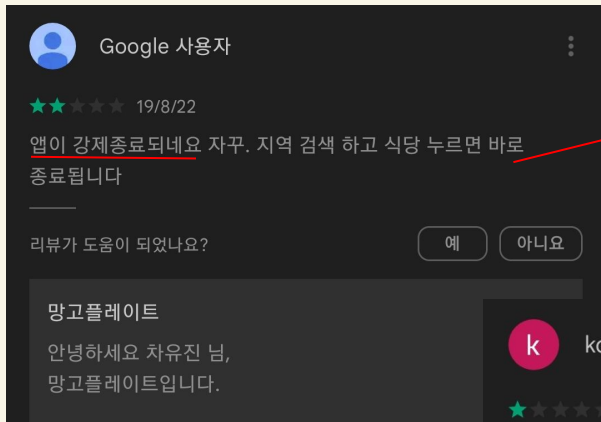 Google 사용자
19/8/22
앱이 강제종료되네요 자꾸. 지역 검색 하고 식당 누르면 바로
종료됩니다
리뷰가 도움이 되었나요?
예
아니요
망고플레이트
안녕하세요 차유진 님,
망고플레이트입니다.
k